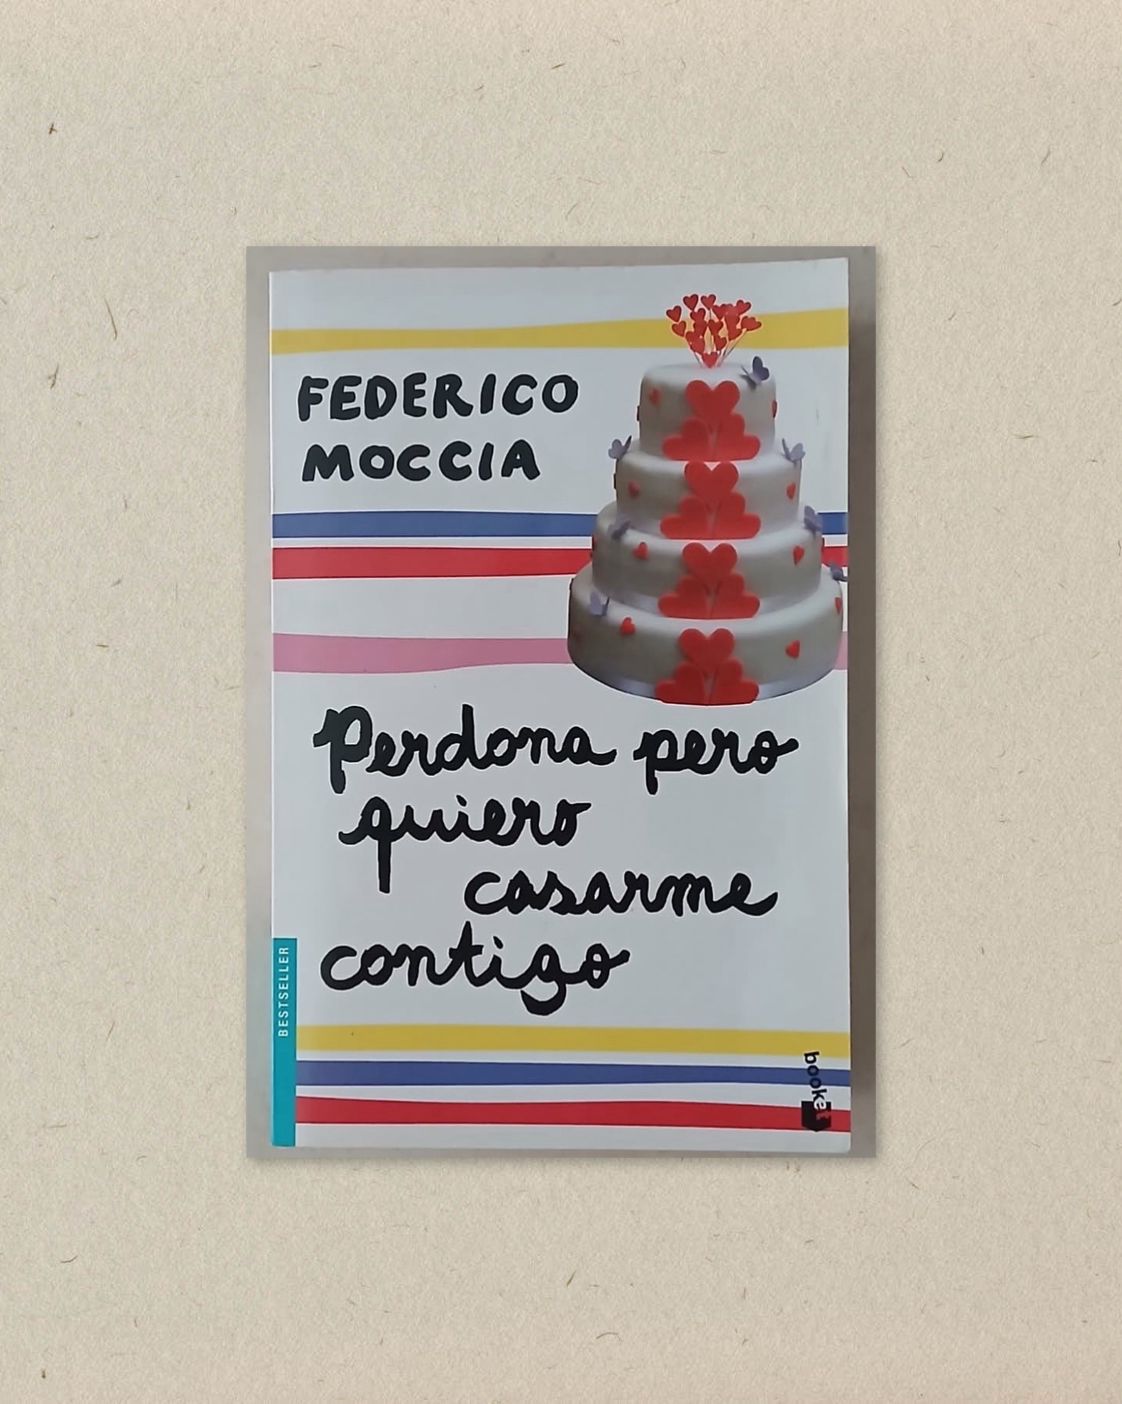 FEDERICO
MOCCIA
Perdona pero
quiero
casarme
contigo
BESTSELLER
booket